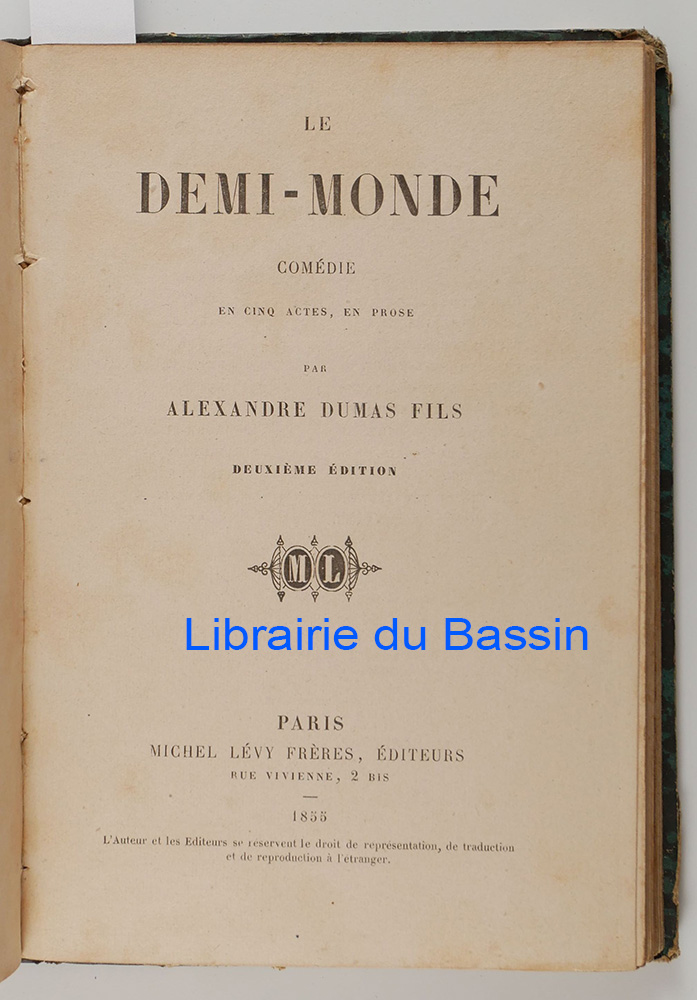 LE
DEMI-MONDE
COMÉDIE
EN CINQ ACTES, EN PROSE
PAR
ALEXANDRE DUMAS FILS
DEUXIÈME ÉDITION
ML
Librairie du Bassin
PARIS
MICHEL LÉVY FRÈRES, ÉDITEURS
RUE VIVIENNE, 2 BIS
1855
L'Auteur et les Editeurs se réservent le droit de représentation, de traduction
et de reproduction à l'étranger.